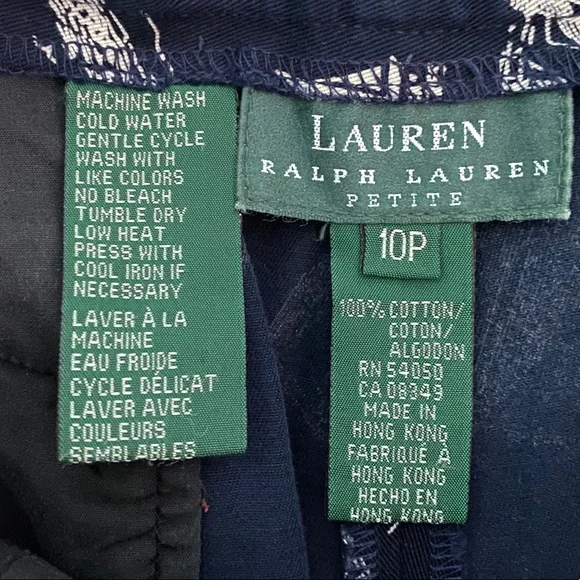 MACHINE WASH
COLD WATER
GENTLE CYCLE
WASH WITH
LIKE COLORS
NO BLEACH
TUMBLE DRY
LOW HEAT
PRESS WITH
COOL IRON IF
NECESSARY
LAVER À LA
MACHINE
EAU FROIDE
CYCLE DÉLICAT
LAVER AVEC
COULEURS
SEMBLABLES
LAUREN
RALPH LAUREN
PETITE
10P
100% COTTON/
COTON/
ALGODON
RN 54050
CA 08349
MADE IN
HONG KONG
FABRIQUÉ À
HONG KONG
HECHO EN
HONG KONG